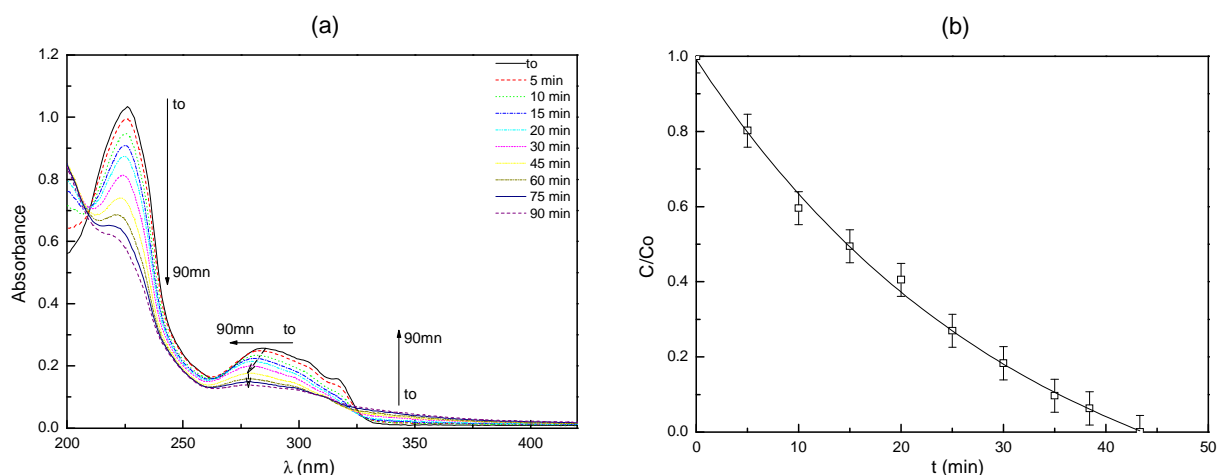 (a)
1.2
1.0
0.8
0.6
0.4
0.2
0.0
Absorbance
200
250
300
350
400
λ (nm)
to
90mn
90mn
to
90mn
to
to
5 min
10 min
15 min
20 min
30 min
45 min
60 min
75 min
90 min
(b)
1.0
0.8
0.6
0.4
0.2
0.0
C/Co
0
10
20
30
40
50
t (min)